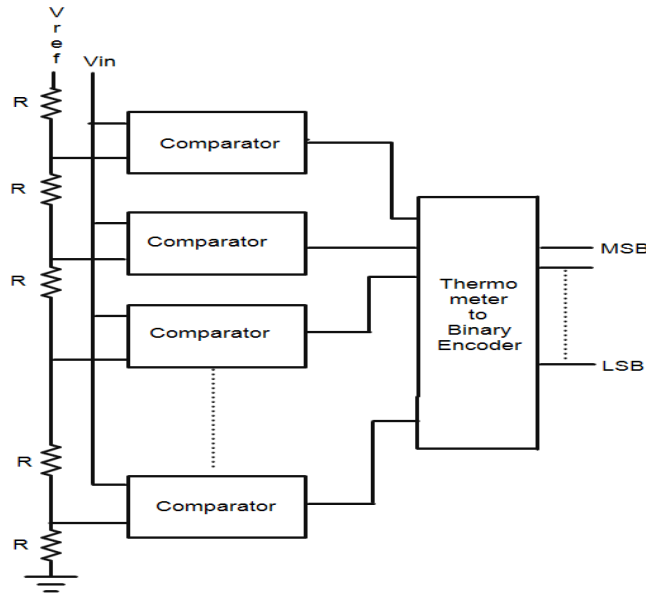 V
r
e
f
Vin
R
Comparator
R
Comparator
MSB
R
Thermo
meter
to
Binary
Encoder
Comparator
LSB
R
Comparator
R